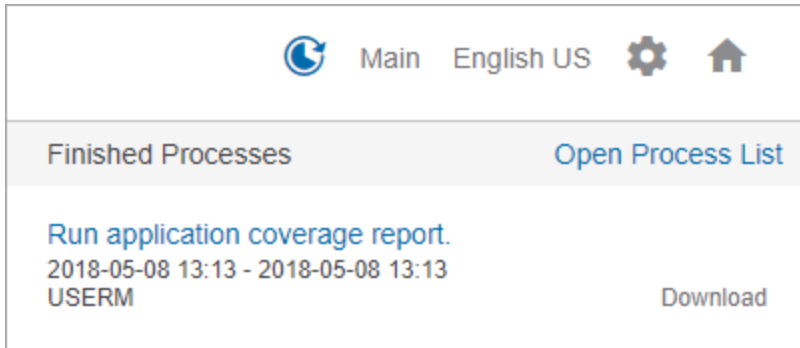 Main English US
Finished Processes Open Process List
Run application coverage report.
2018-05-08 13:13 - 2018-05-08 13:13
USERM Download